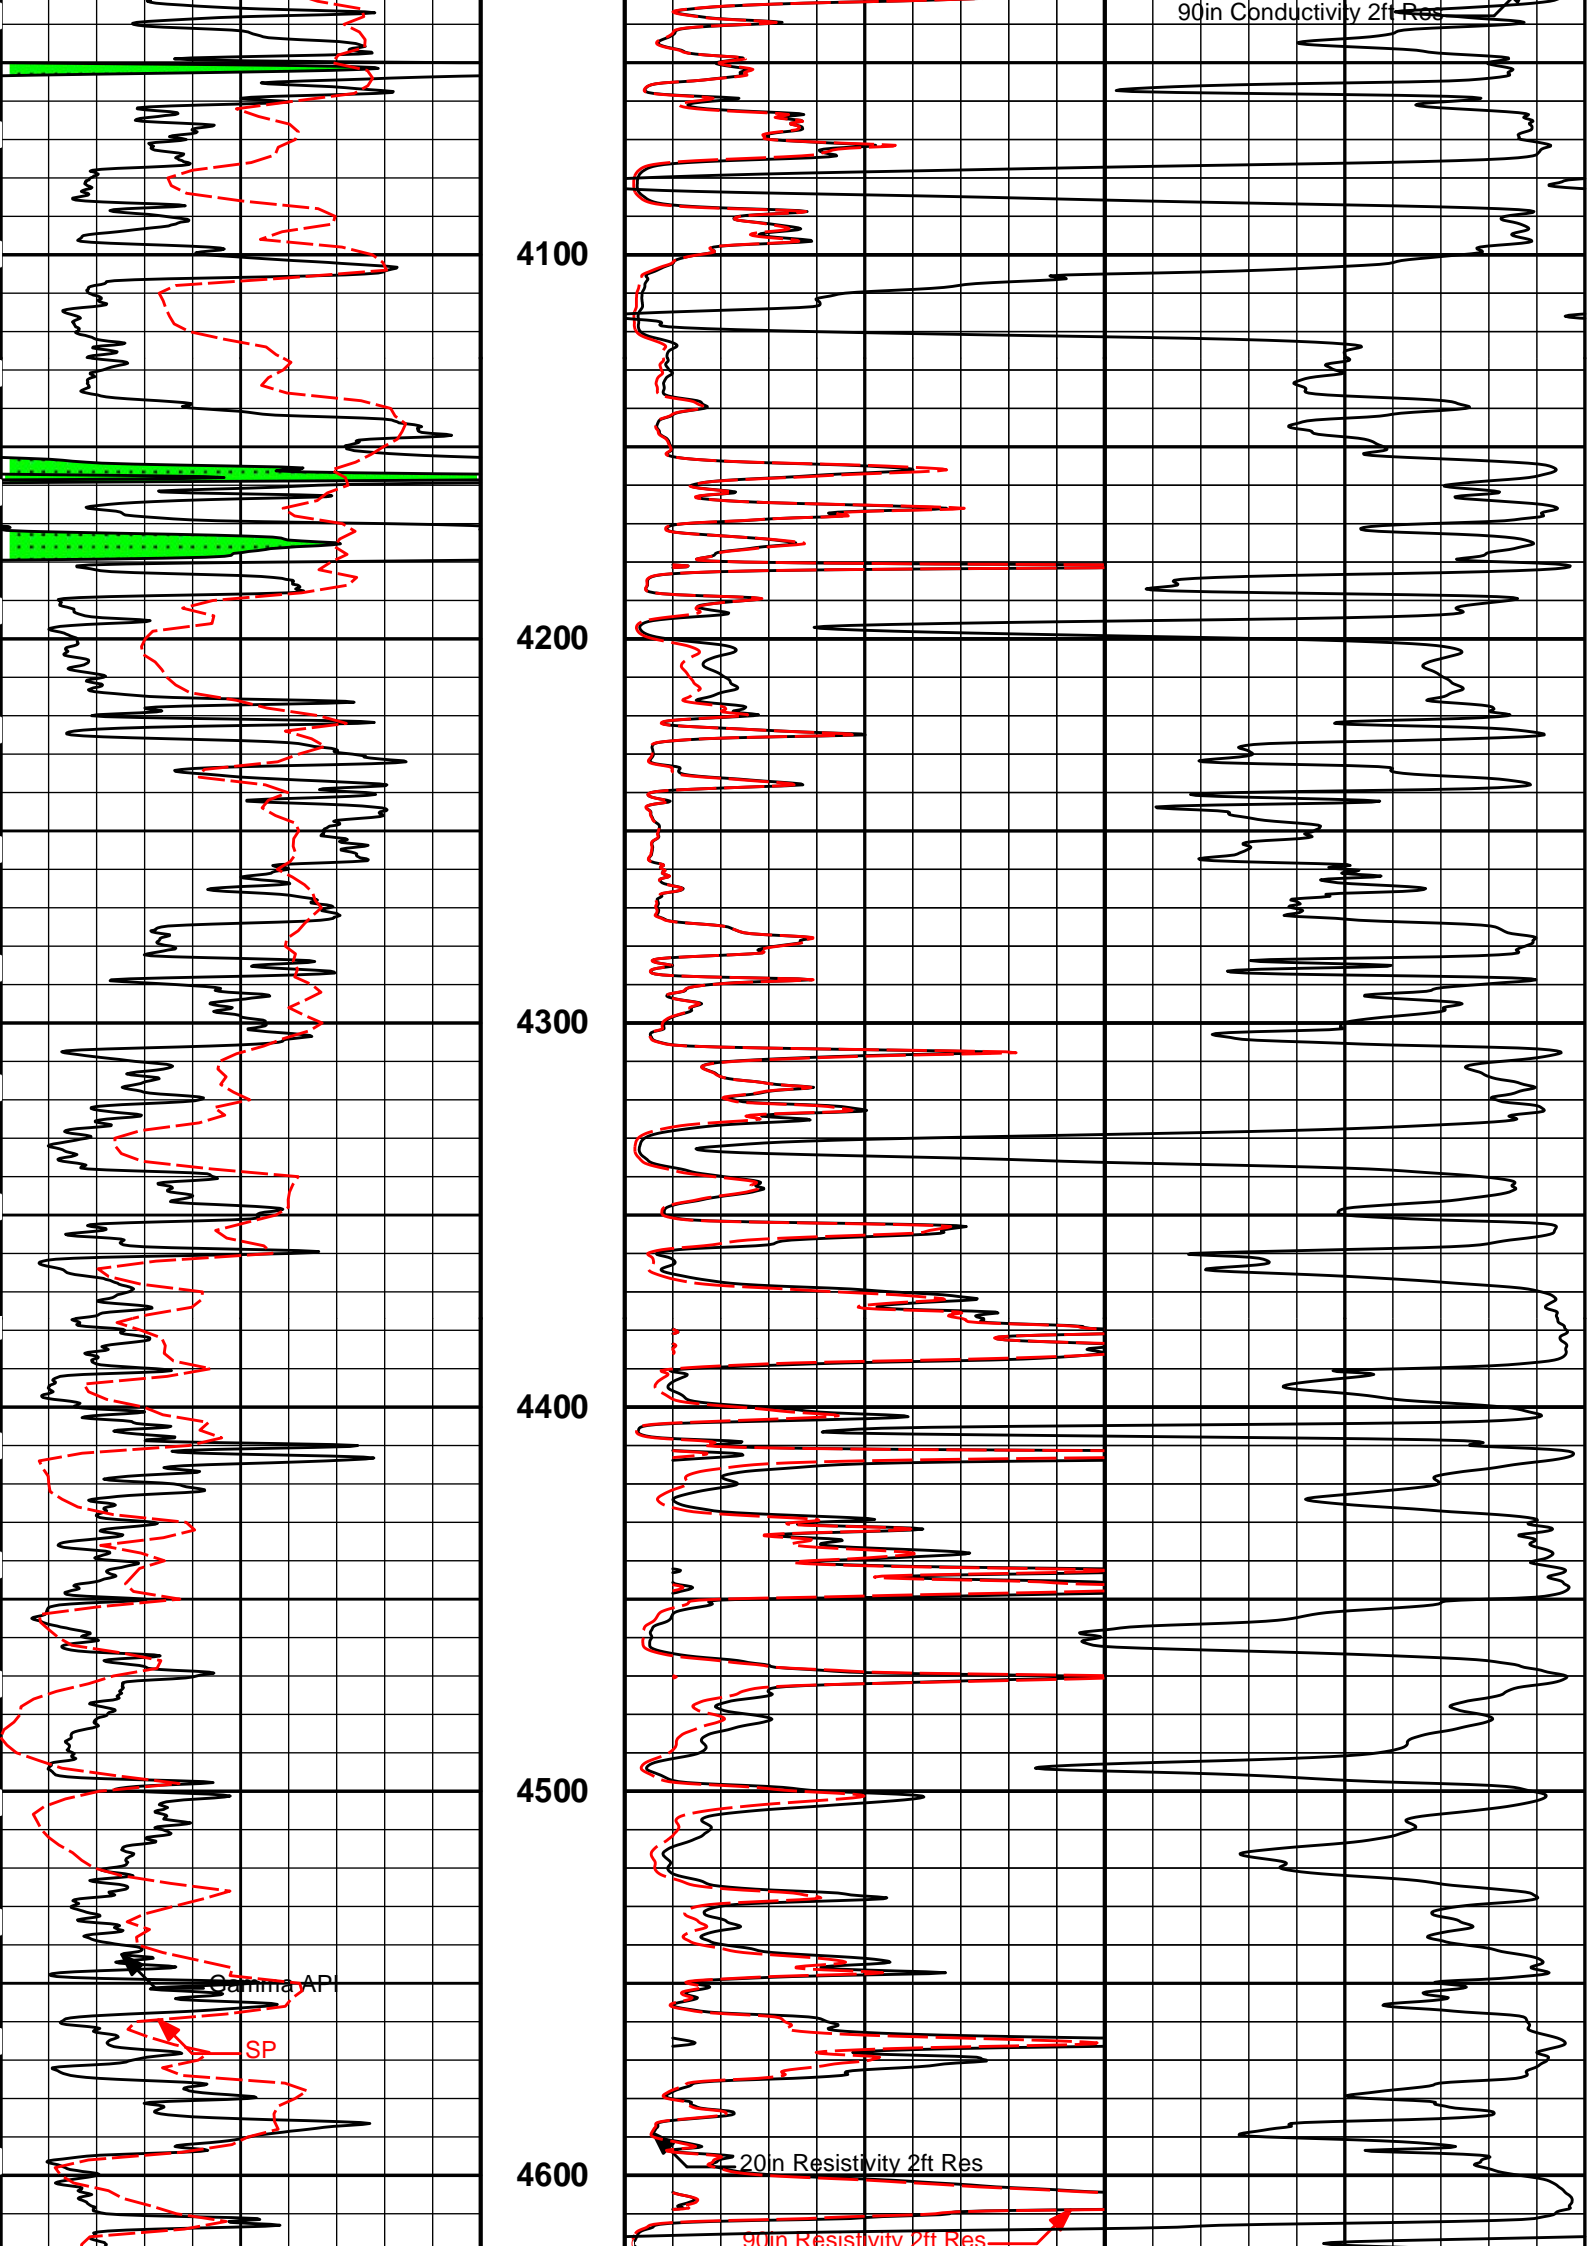 90in Conductivity 2ft Res
4100
4200
4300
4400
4500
Gamma API
SP
20in Resistivity 2ft Res
4600
90in Resistivity 2ft Res